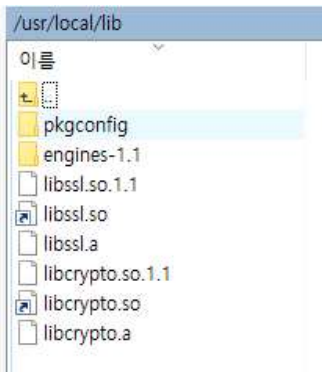 /usr/local/lib
이름
..
pkgconfig
engines-1.1
libssl.so.1.1
libssl.so
libssl.a
libcrypto.so.1.1
libcrypto.so
libcrypto.a